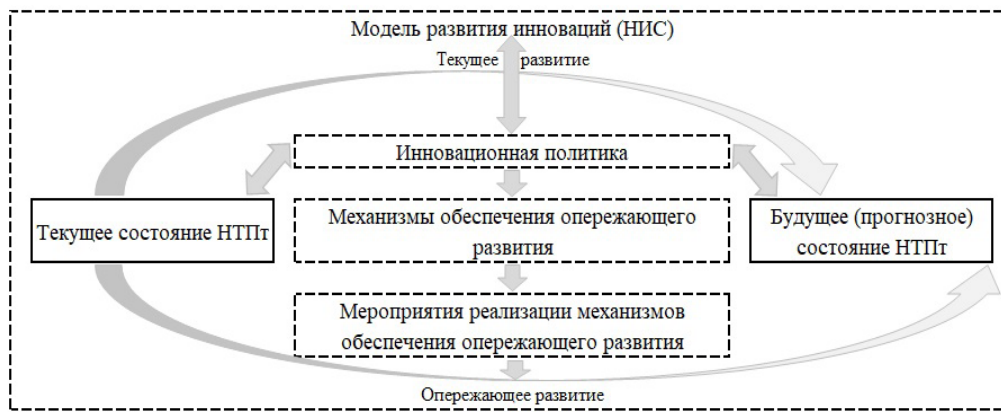 Модель развития инноваций (НИС)
Текущее развитие
Инновационная политика
Текущее состояние НТПт
Механизмы обеспечения опережающего
развития
Будущее (прогнозное)
состояние НТПт
Мероприятия реализации механизмов
обеспечения опережающего развития
Опережающее развитие